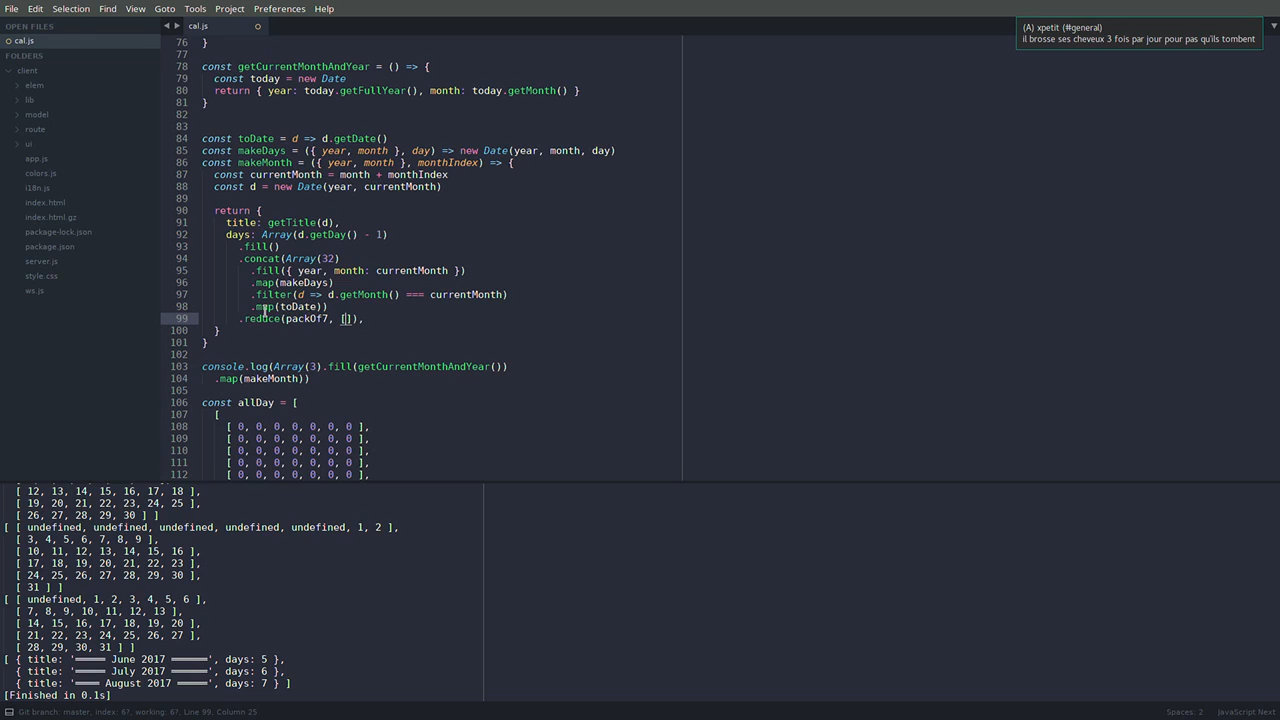 File Edit Selection Find View Goto Tools Project Preferences Help
OPEN FILES
cal.js
FOLDERS
client
elem
lib
model
route
ui
app.js
colors.js
i18n.js
index.html
index.html.gz
package-lock.json
package.json
server.js
style.css
ws.js
cal.js
(A) xpetit (#general)
il brosse ses cheveux 3 fois par jour pour pas qu'ils tombent
76 }
77
78 const getCurrentMonthAndYear = () => {
79 const today = new Date
80 return { year: today.getFullYear(), month: today.getMonth() }
81 }
82
83
84 const toDate = d => d.getDate()
85 const makeDays = ({ year, month }, day) => new Date(year, month, day)
86 const makeMonth = ({ year, month }, monthIndex) => {
87 const currentMonth = month + monthIndex
88 const d = new Date(year, currentMonth)
89
90 return {
91 title: getTitle(d),
92 days: Array(d.getDay() - 1)
93 .fill()
94 .concat(Array(32)
95 .fill({ year, month: currentMonth })
96 .map(makeDays)
97 .filter(d => d.getMonth() === currentMonth)
98 .map(toDate))
99 .reduce(packOf7, []),
100 }
101 }
102
103 console.log(Array(3).fill(getCurrentMonthAndYear())
104 .map(makeMonth))
105
106 const allDay = [
107 [
108 [ 0, 0, 0, 0, 0, 0, 0 ],
109 [ 0, 0, 0, 0, 0, 0, 0 ],
110 [ 0, 0, 0, 0, 0, 0, 0 ],
111 [ 0, 0, 0, 0, 0, 0, 0 ],
112 [ 0, 0, 0, 0, 0, 0, 0 ],
[ 12, 13, 14, 15, 16, 17, 18 ],
[ 19, 20, 21, 22, 23, 24, 25 ],
[ 26, 27, 28, 29, 30 ] ]
[ [ undefined, undefined, undefined, undefined, undefined, 1, 2 ],
[ 3, 4, 5, 6, 7, 8, 9 ],
[ 10, 11, 12, 13, 14, 15, 16 ],
[ 17, 18, 19, 20, 21, 22, 23 ],
[ 24, 25, 26, 27, 28, 29, 30 ],
[ 31 ] ]
[ [ undefined, 1, 2, 3, 4, 5, 6 ],
[ 7, 8, 9, 10, 11, 12, 13 ],
[ 14, 15, 16, 17, 18, 19, 20 ],
[ 21, 22, 23, 24, 25, 26, 27 ],
[ 28, 29, 30, 31 ] ]
[ { title: '═════ June 2017 ══════', days: 5 },
{ title: '═════ July 2017 ══════', days: 6 },
{ title: '════ August 2017 ═════', days: 7 } ]
[Finished in 0.1s]
Git branch: master, index: 6?, working: 6?, Line 99, Column 25
Spaces: 2 JavaScript Next